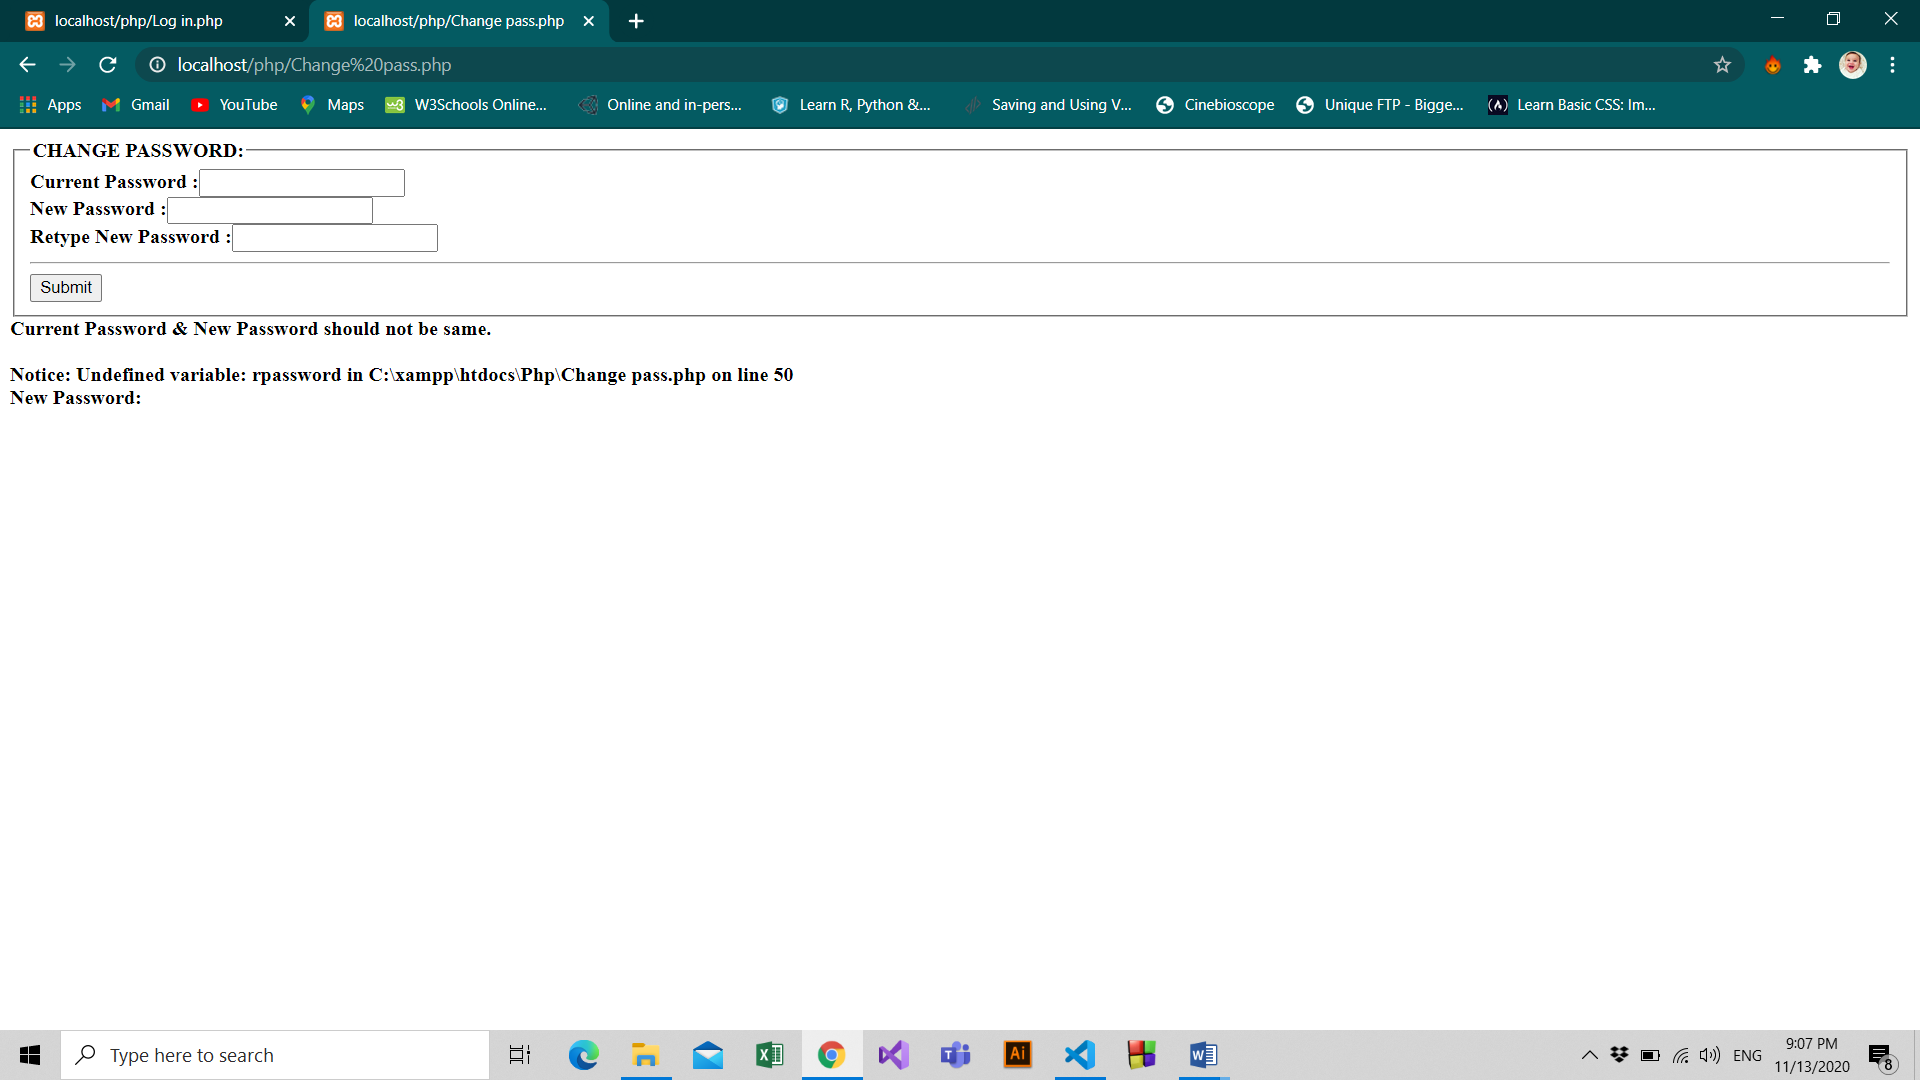 localhost/php/Log in.php
localhost/php/Change pass.php
localhost/php/Change%20pass.php
Apps
Gmail
YouTube
Maps
W3Schools Online...
Online and in-pers...
Learn R, Python &...
Saving and Using V...
Cinebioscope
Unique FTP - Bigge...
Learn Basic CSS: Im...
CHANGE PASSWORD:
Current Password :
New Password :
Retype New Password :
Submit
Current Password & New Password should not be same.
Notice: Undefined variable: rpassword in C:\xampp\htdocs\Php\Change pass.php on line 50
New Password:
Type here to search
ENG
9:07 PM
11/13/2020
8